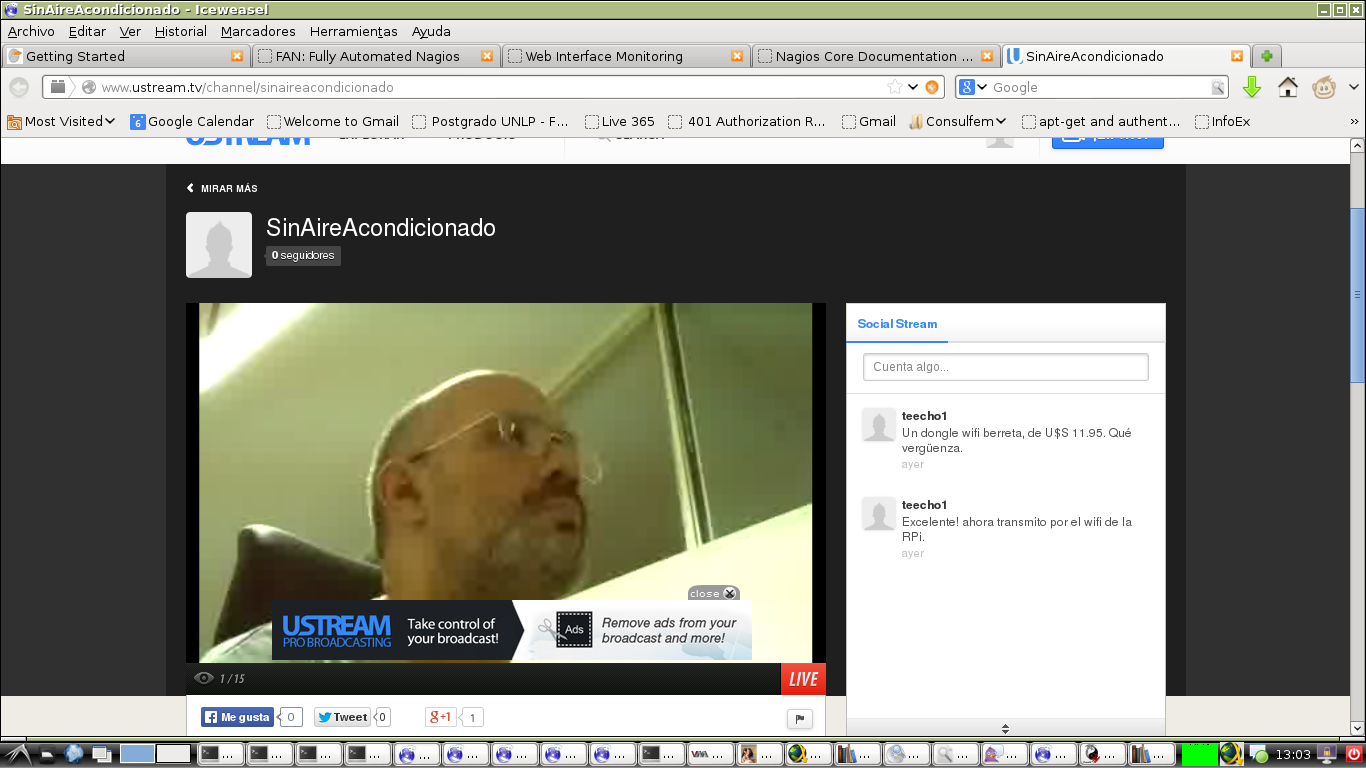 SinAireAcondicionado - Iceweasel
Archivo Editar Ver Historial Marcadores Herramientas Ayuda
Getting Started
FAN: Fully Automated Nagios
Web Interface Monitoring
Nagios Core Documentation ...
SinAireAcondicionado
www.ustream.tv/channel/sinaireacondicionado
Google
Most Visited
Google Calendar
Welcome to Gmail
Postgrado UNLP - F...
Live 365
401 Authorization R...
Gmail
Consulfem
apt-get and authent...
InfoEx
USTREAM
MIRAR MÁS
SinAireAcondicionado
0 seguidores
Social Stream
Cuenta algo...
teecho1
Un dongle wifi berreta, de U$S 11.95. Qué
vergüenza.
ayer
teecho1
Excelente! ahora transmito por el wifi de la
RPi.
ayer
close
USTREAM
PRO BROADCASTING
Take control of
your broadcast!
Ads
Remove ads from your
broadcast and more!
1 / 15
LIVE
Me gusta 0
Tweet 0
+1 1
13:03